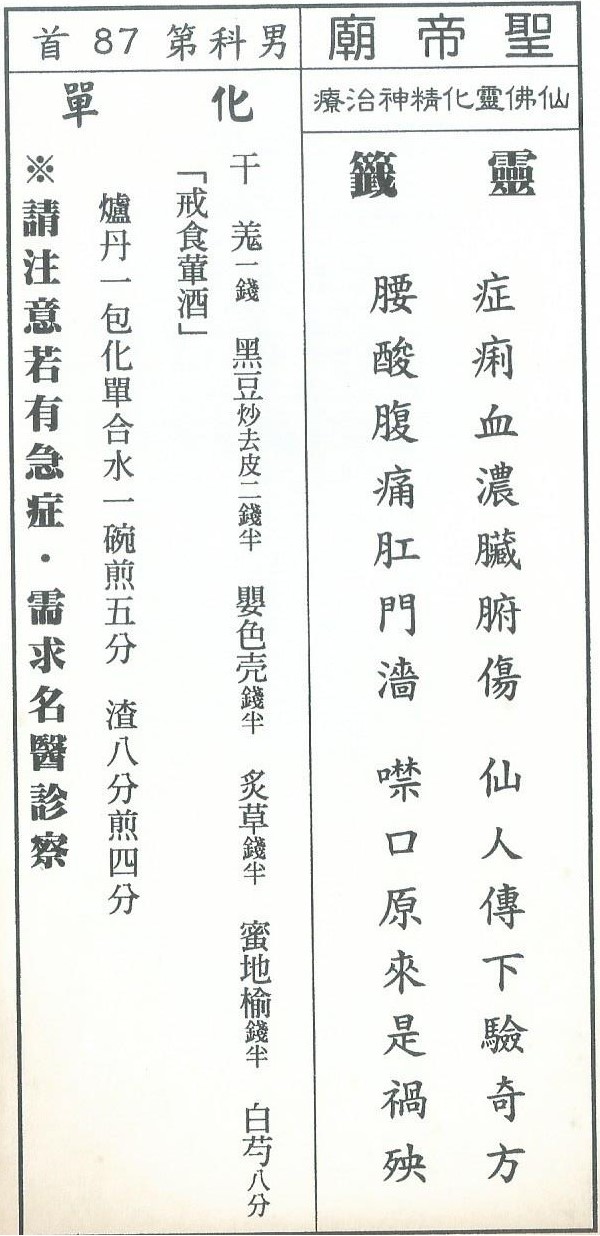 聖帝廟
男科第87首
仙佛靈化精神治療
靈籤
症痢血濃臟腑傷　仙人傳下驗奇方
腰酸腹痛肛門濇　噤口原來是禍殃
化單
干羗一錢　黑豆炒去皮二錢半　嬰色壳錢半　炙草錢半　蜜地榆錢半　白芍八分
「戒食葷酒」
爐丹一包化單合水一碗煎五分　渣八分煎四分
※請注意若有急症・需求名醫診察